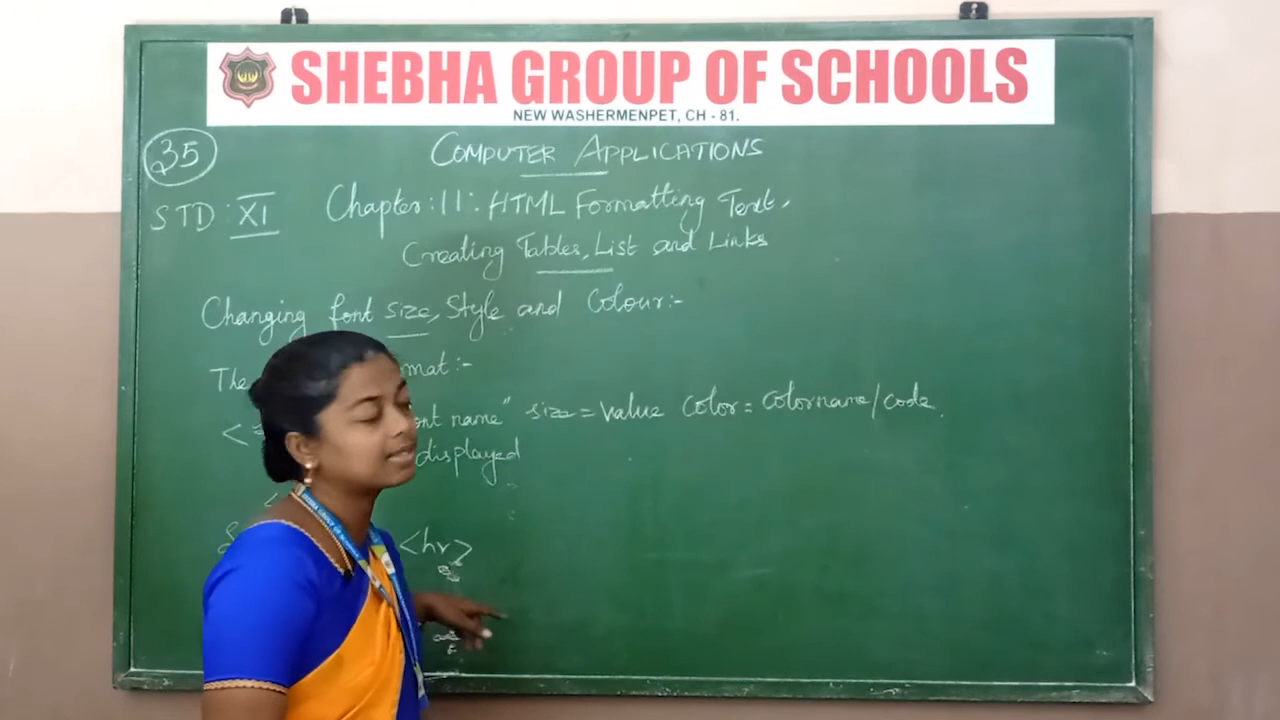 SHEBHA GROUP OF SCHOOLS
NEW WASHERMENPET, CH - 81.
35
COMPUTER APPLICATIONS
STD : XI Chapter : 11 : HTML Formatting Text,
Creating Tables, List and Links
Changing font size, Style and Colour:-
The mat:-
< ont name" size = value color = colorname/code.
displayed
<
<hr>